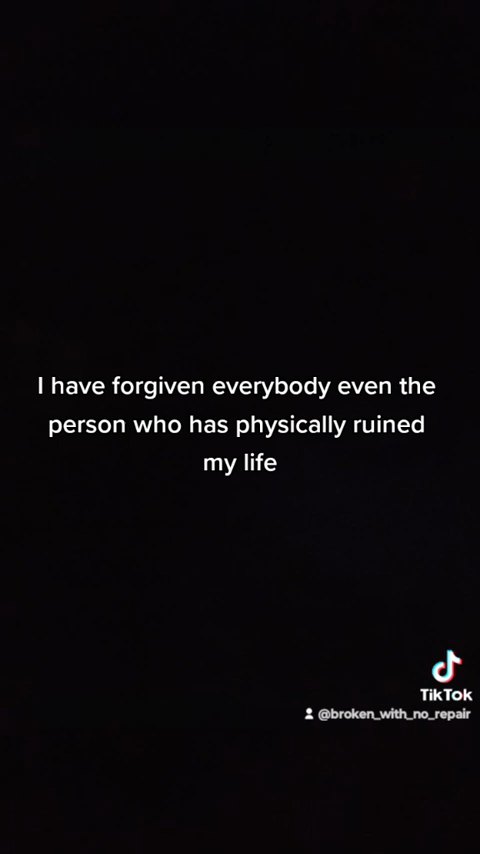 I have forgiven everybody even the
person who has physically ruined
my life
TikTok
@broken_with_no_repair